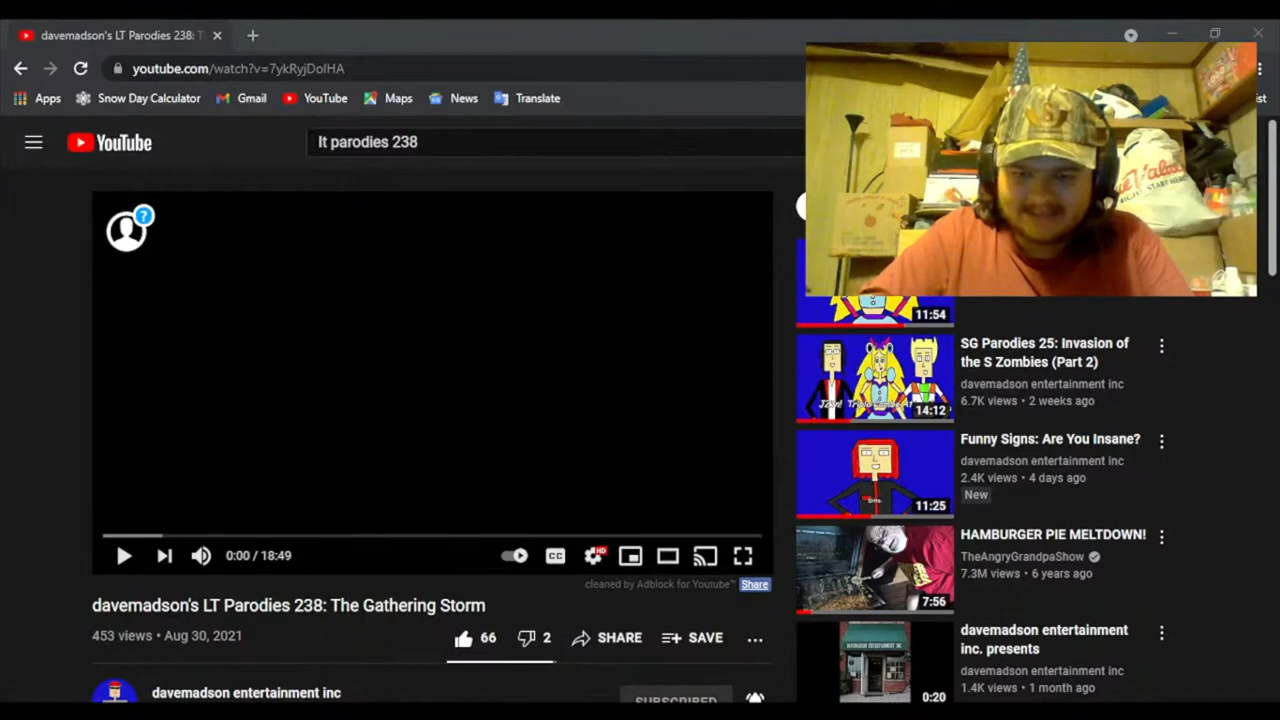 davemadson's LT Parodies 238: T
youtube.com/watch?v=7ykRyjDolHA
Apps
Snow Day Calculator
Gmail
YouTube
Maps
News
Translate
YouTube
lt parodies 238
11:54
SG Parodies 25: Invasion of
the S Zombies (Part 2)
davemadson entertainment inc
6.7K views • 2 weeks ago
14:12
Funny Signs: Are You Insane?
davemadson entertainment inc
2.4K views • 4 days ago
New
11:25
HAMBURGER PIE MELTDOWN!
TheAngryGrandpaShow
7.3M views • 6 years ago
7:56
davemadson entertainment
inc. presents
davemadson entertainment inc
1.4K views • 1 month ago
0:20
0:00 / 18:49
CC
HD
cleaned by Adblock for Youtube™ Share
davemadson's LT Parodies 238: The Gathering Storm
453 views • Aug 30, 2021
66
2
SHARE
SAVE
davemadson entertainment inc
SUBSCRIBED